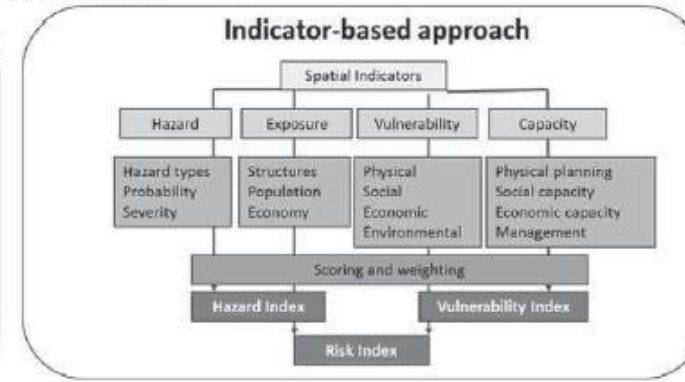 Indicator-based approach
Spatial Indicators
Hazard
Exposure
Vulnerability
Capacity
Hazard types
Probability
Severity
Structures
Population
Economy
Physical
Social
Economic
Environmental
Physical planning
Social capacity
Economic capacity
Management
Scoring and weighting
Hazard Index
Vulnerability Index
Risk Index